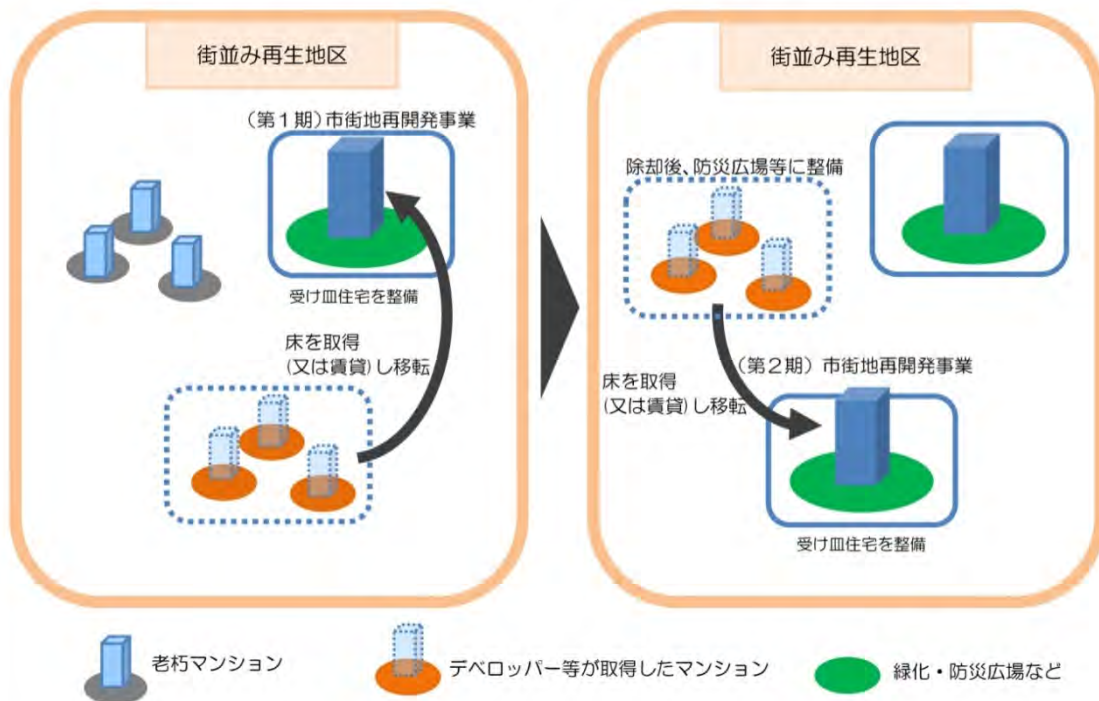 街並み再生地区
（第１期）市街地再開発事業
受け皿住宅を整備
床を取得
(又は賃貸)し移転
街並み再生地区
除却後、防災広場等に整備
（第２期）市街地再開発事業
床を取得
(又は賃貸)し移転
受け皿住宅を整備
老朽マンション
デベロッパー等が取得したマンション
緑化・防災広場など